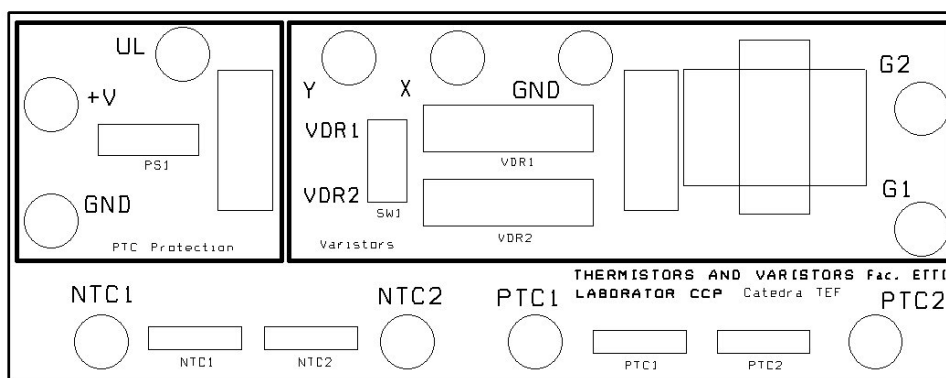 UL
+V
PS1
GND
PTC Protection
Y
X
GND
G2
VDR1
VDR1
VDR2
SW1
VDR2
G1
Varistors
THERMISTORS AND VARISTORS Fac. ETTI
LABORATOR CCP Catedra TEF
NTC1
NTC2
PTC1
PTC2
NTC1
NTC2
PTC1
PTC2